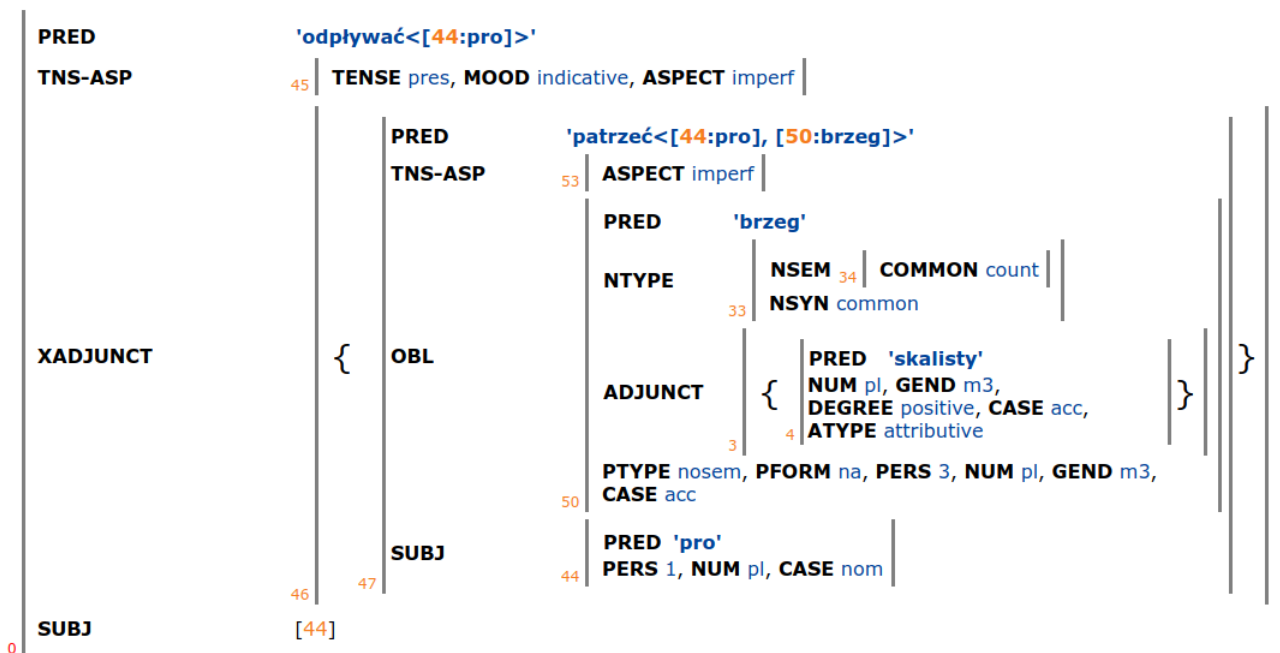 PRED 'odpływać<[44:pro]>'
TNS-ASP 45 TENSE pres, MOOD indicative, ASPECT imperf
PRED 'patrzeć<[44:pro], [50:brzeg]>'
TNS-ASP 53 ASPECT imperf
PRED 'brzeg'
NTYPE NSEM 34 COMMON count
33 NSYN common
XADJUNCT { OBL }
PRED 'skalisty'
ADJUNCT { NUM pl, GEND m3, }
DEGREE positive, CASE acc,
3 4 ATYPE attributive
PTYPE nosem, PFORM na, PERS 3, NUM pl, GEND m3,
50 CASE acc
SUBJ PRED 'pro'
44 PERS 1, NUM pl, CASE nom
46 47
SUBJ [44]
0